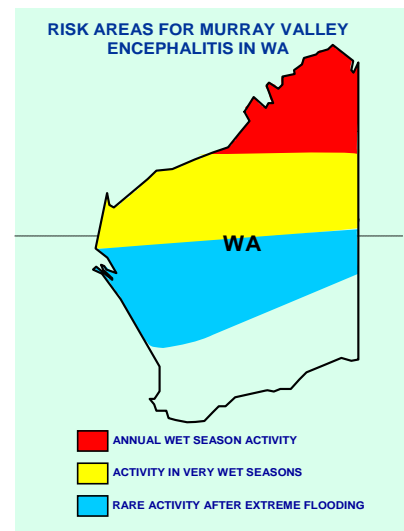 RISK AREAS FOR MURRAY VALLEY
ENCEPHALITIS IN WA
WA
ANNUAL WET SEASON ACTIVITY
ACTIVITY IN VERY WET SEASONS
RARE ACTIVITY AFTER EXTREME FLOODING